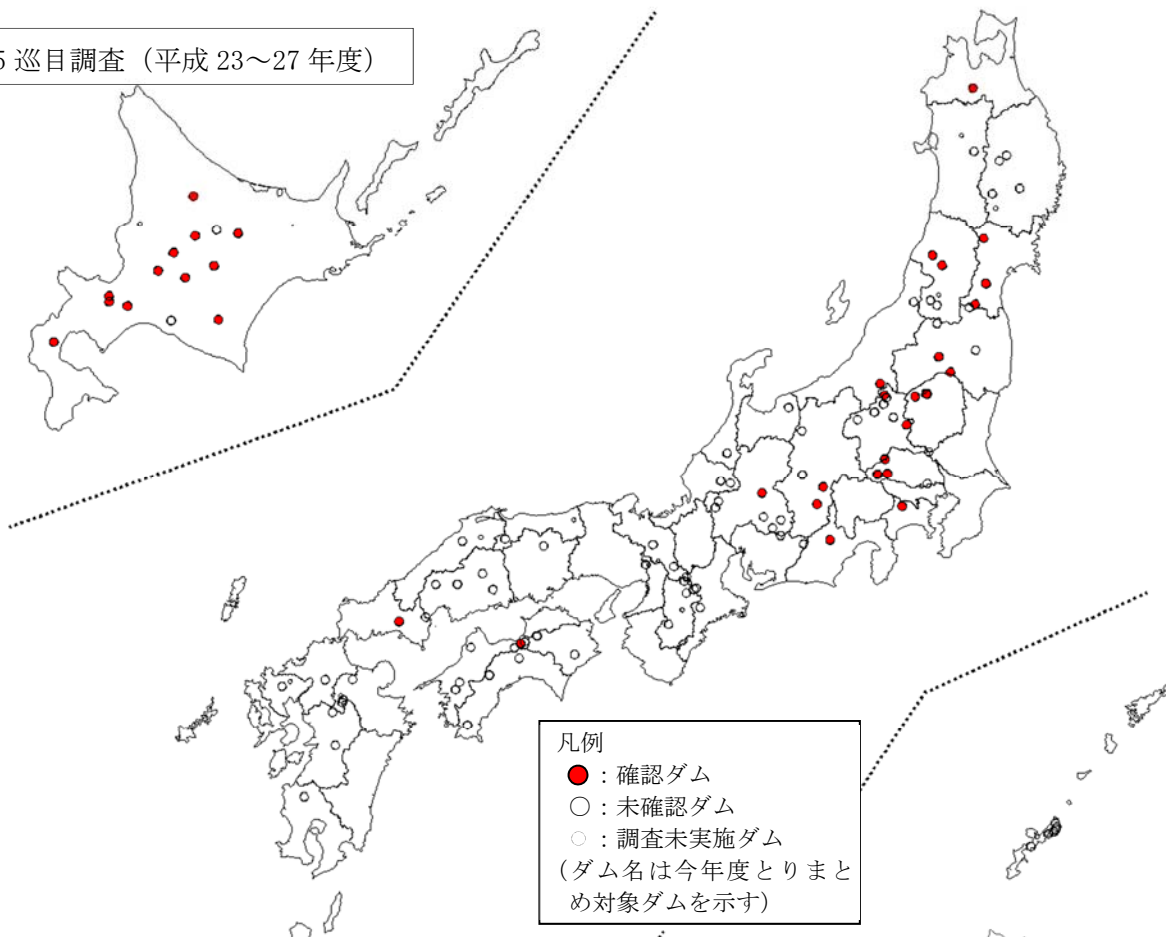 5 巡目調査（平成 23～27 年度）
凡例
：確認ダム
：未確認ダム
：調査未実施ダム
（ダム名は今年度とりまと
め対象ダムを示す）